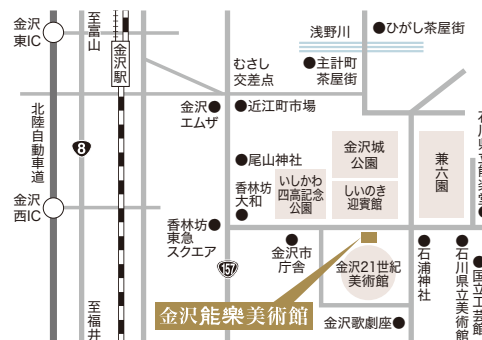 金沢
東IC
至富山
金沢駅
浅野川
ひがし茶屋街
主計町
茶屋街
むさし
交差点
金沢
エムザ
近江町市場
北陸自動車道
8
尾山神社
金沢城
公園
兼六園
いしかわ
四高記念
公園
しいのき
迎賓館
香林坊
大和
金沢
西IC
香林坊
東急
スクエア
157
金沢市
庁舎
金沢21世紀
美術館
石浦神社
石川県立美術館
国立工芸館
至福井
金沢能樂美術館
金沢歌劇座